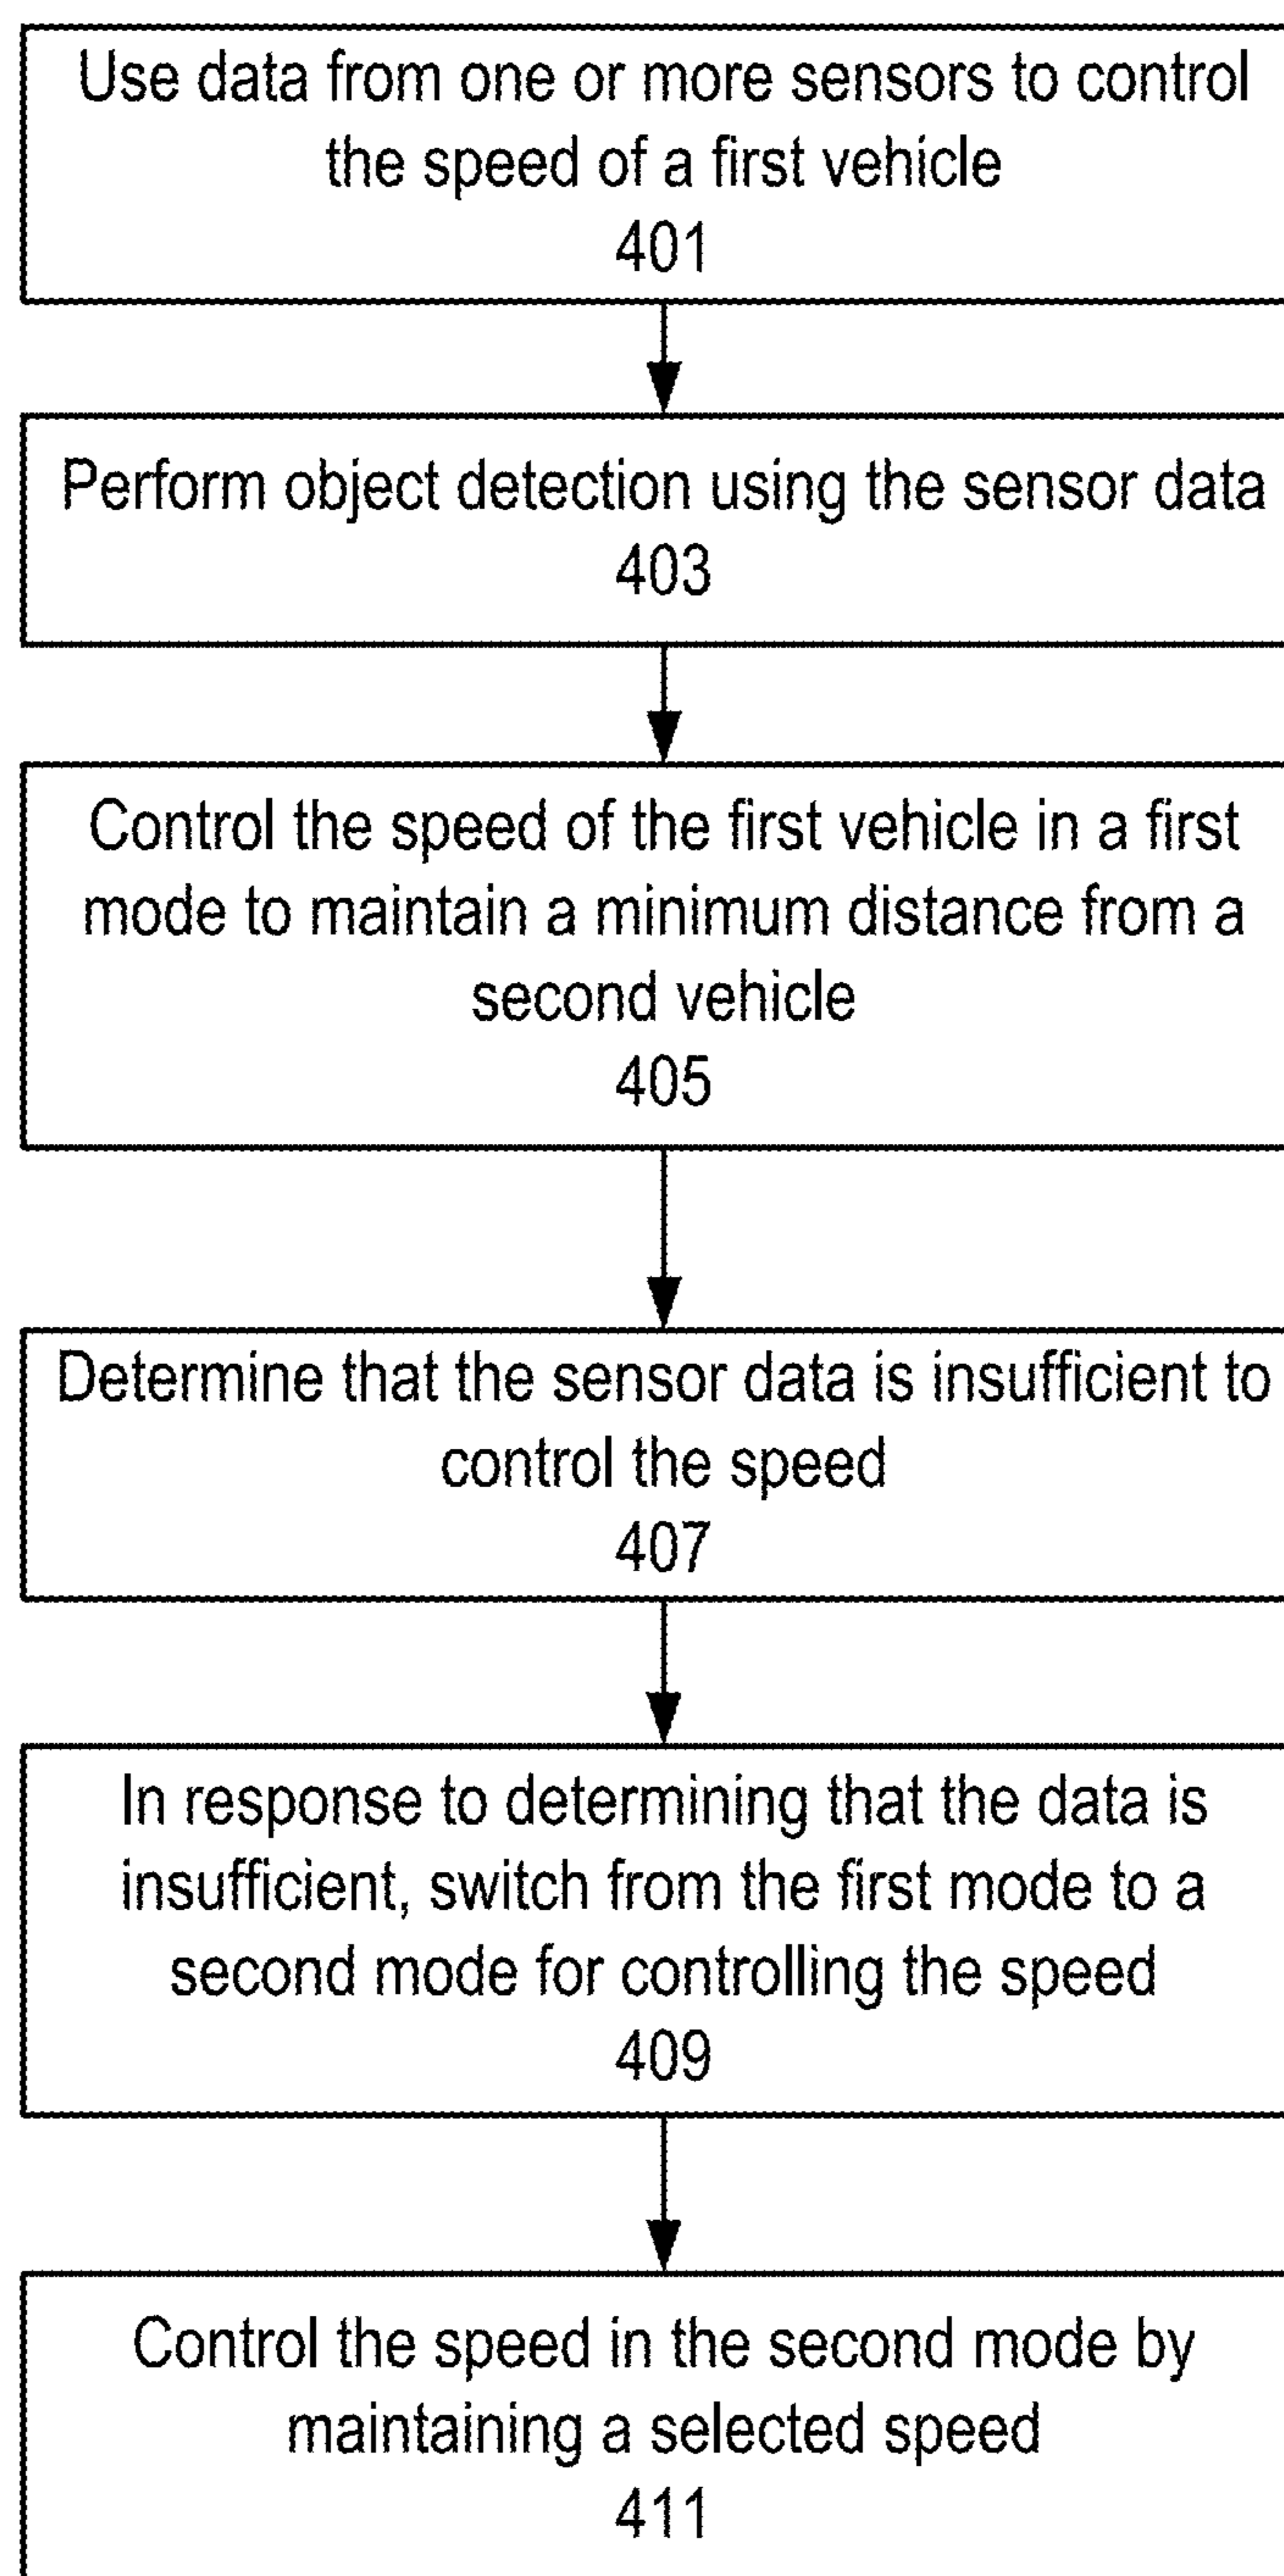 Use data from one or more sensors to control
the speed of a first vehicle
401
Perform object detection using the sensor data
403
Control the speed of the first vehicle in a first
mode to maintain a minimum distance from a
second vehicle
405
Determine that the sensor data is insufficient to
control the speed
407
In response to determining that the data is
insufficient, switch from the first mode to a
second mode for controlling the speed
409
Control the speed in the second mode by
maintaining a selected speed
411